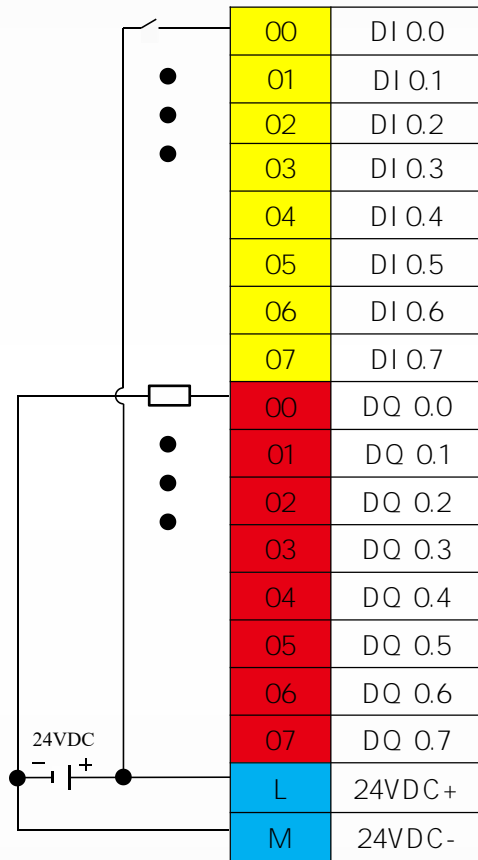 00 DI 0.0
01 DI 0.1
02 DI 0.2
03 DI 0.3
04 DI 0.4
05 DI 0.5
06 DI 0.6
07 DI 0.7
00 DQ 0.0
01 DQ 0.1
02 DQ 0.2
03 DQ 0.3
04 DQ 0.4
05 DQ 0.5
06 DQ 0.6
07 DQ 0.7
24VDC
− +
L 24VDC+
M 24VDC-